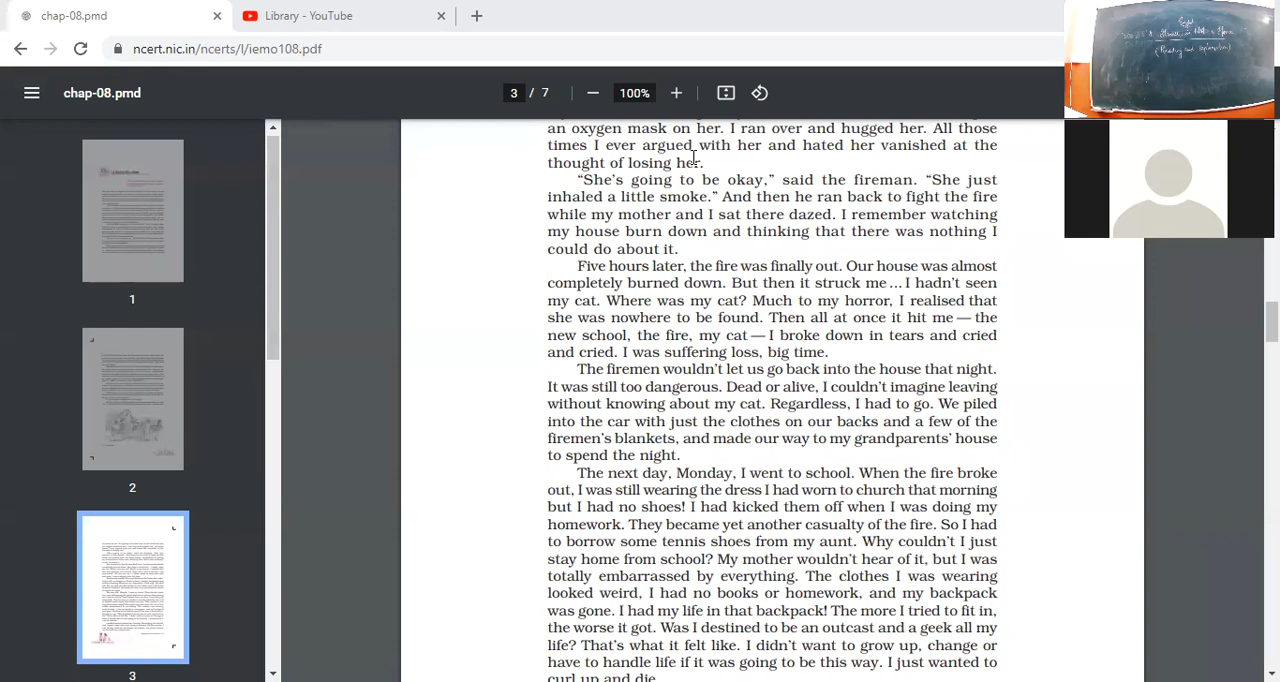 chap-08.pmd
Library - YouTube
ncert.nic.in/ncerts/l/iemo108.pdf
chap-08.pmd
3 / 7
100%
an oxygen mask on her. I ran over and hugged her. All those
times I ever argued with her and hated her vanished at the
thought of losing her.
“She’s going to be okay,” said the fireman. “She just
inhaled a little smoke.” And then he ran back to fight the fire
while my mother and I sat there dazed. I remember watching
my house burn down and thinking that there was nothing I
could do about it.
Five hours later, the fire was finally out. Our house was almost
completely burned down. But then it struck me ... I hadn’t seen
my cat. Where was my cat? Much to my horror, I realised that
she was nowhere to be found. Then all at once it hit me — the
new school, the fire, my cat — I broke down in tears and cried
and cried. I was suffering loss, big time.
The firemen wouldn’t let us go back into the house that night.
It was still too dangerous. Dead or alive, I couldn’t imagine leaving
without knowing about my cat. Regardless, I had to go. We piled
into the car with just the clothes on our backs and a few of the
firemen’s blankets, and made our way to my grandparents’ house
to spend the night.
The next day, Monday, I went to school. When the fire broke
out, I was still wearing the dress I had worn to church that morning
but I had no shoes! I had kicked them off when I was doing my
homework. They became yet another casualty of the fire. So I had
to borrow some tennis shoes from my aunt. Why couldn’t I just
stay home from school? My mother wouldn’t hear of it, but I was
totally embarrassed by everything. The clothes I was wearing
looked weird, I had no books or homework, and my backpack
was gone. I had my life in that backpack! The more I tried to fit in,
the worse it got. Was I destined to be an outcast and a geek all my
life? That’s what it felt like. I didn’t want to grow up, change or
have to handle life if it was going to be this way. I just wanted to
curl up and die.
1
2
3